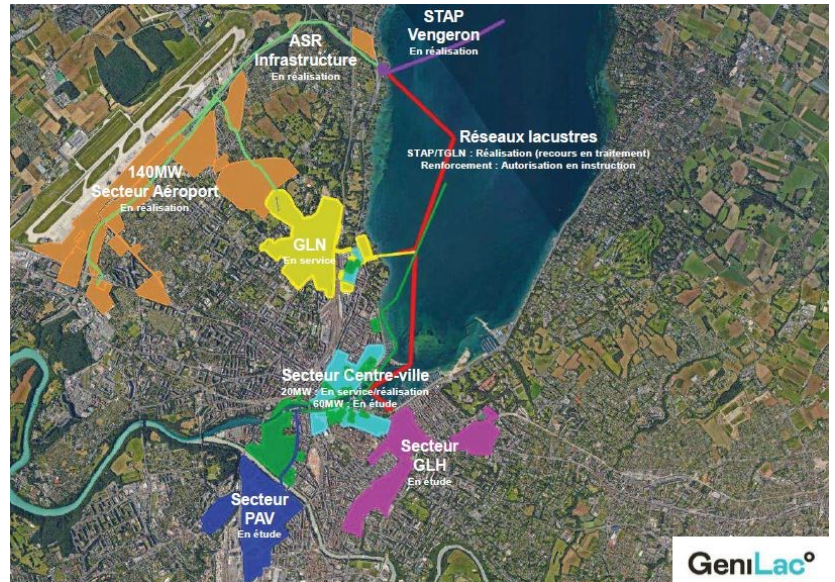 STAP
Vengeron
En réalisation
ASR
Infrastructure
En réalisation
Réseaux lacustres
STAP/TGLN : Réalisation (recours en traitement)
Renforcement : Autorisation en instruction
140MW
Secteur Aéroport
En réalisation
GLN
En service
Secteur Centre-ville
20MW : En service/réalisation
60MW : En étude
Secteur
GLH
En étude
Secteur
PAV
En étude
GeniLac°